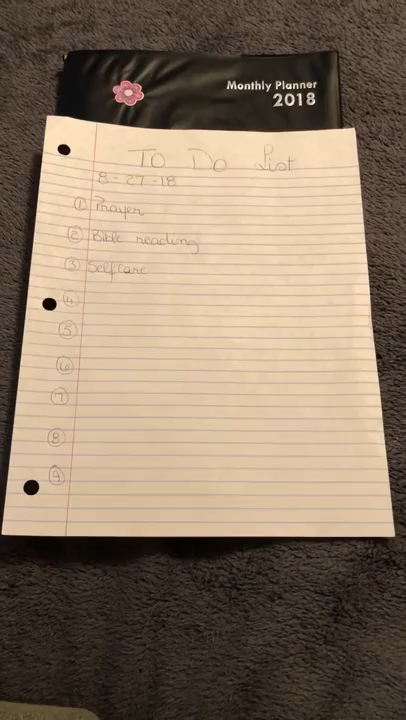 Monthly Planner
2018
To Do List
8-27-18
① Prayer
② Bible reading
③ Selfcare
④
⑤
⑥
⑦
⑧
⑨